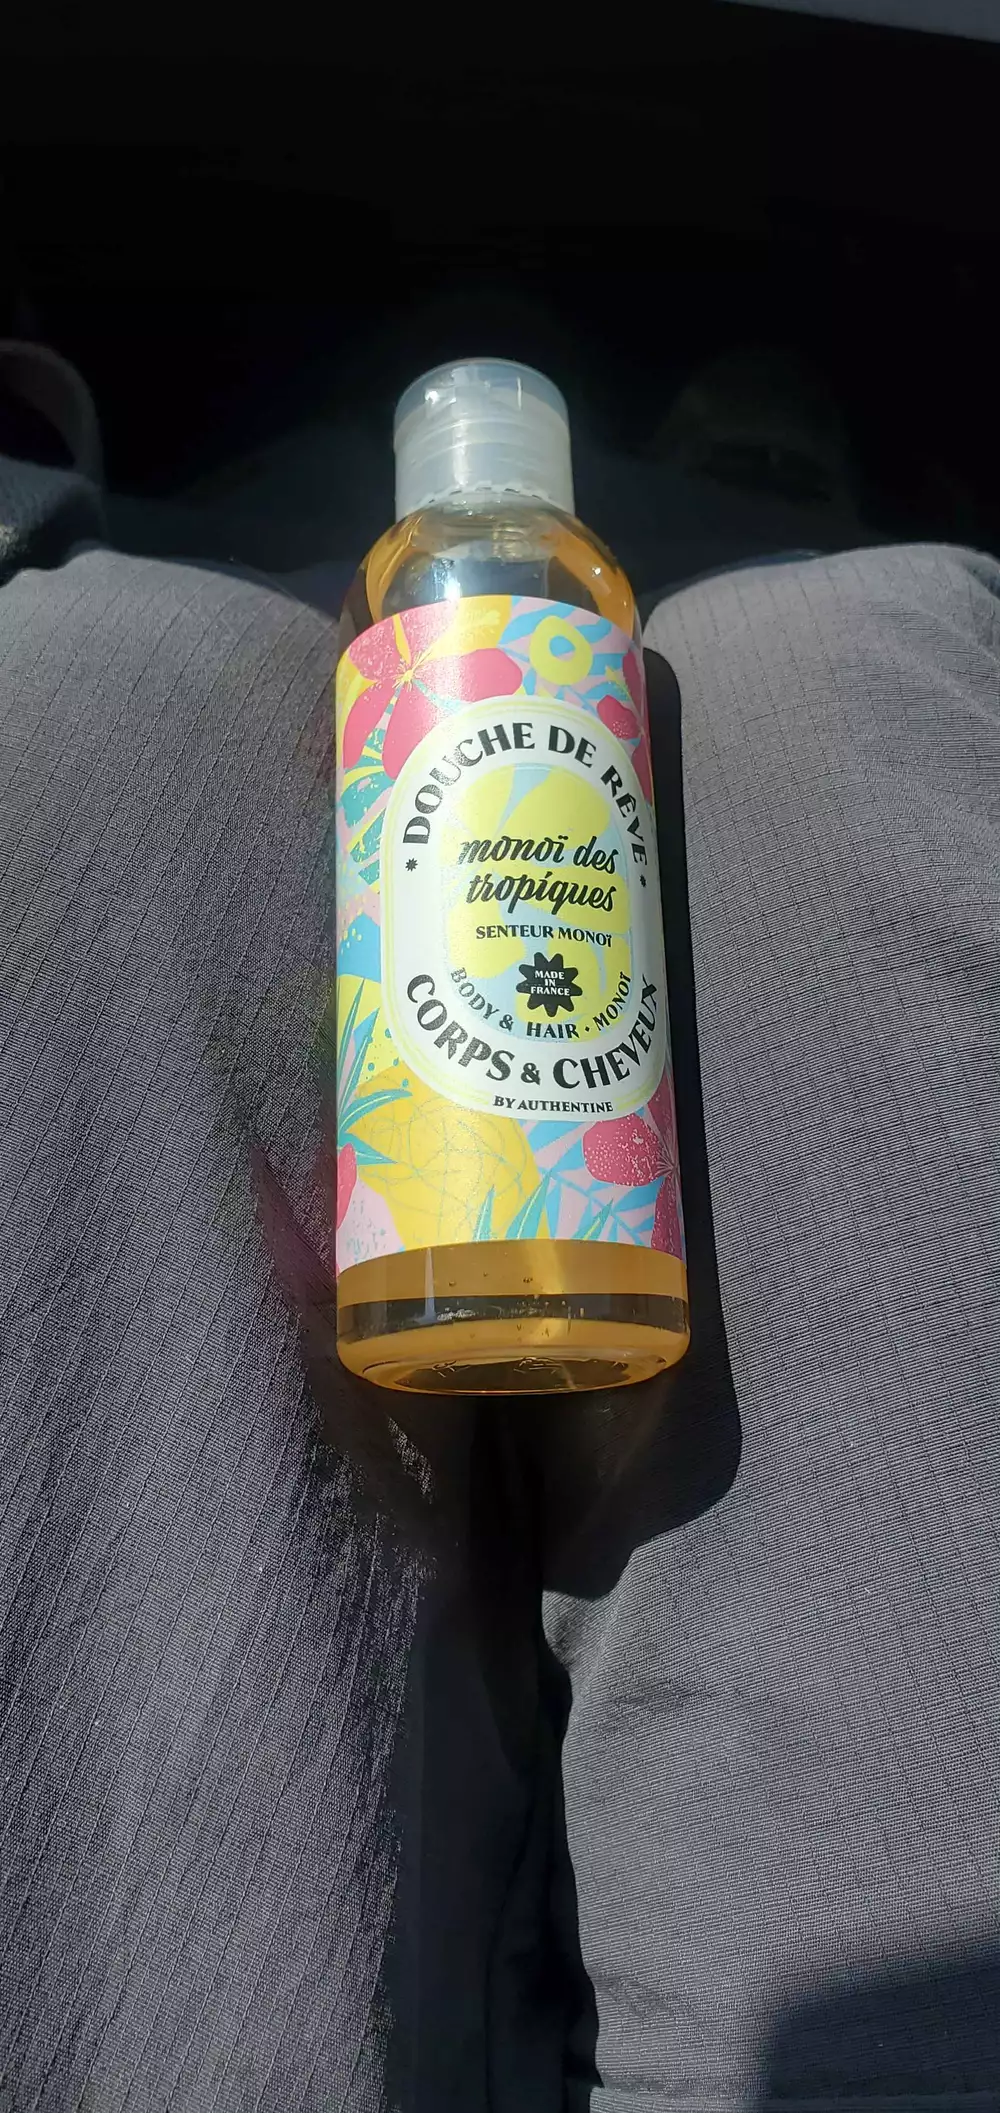 * DOUCHE DE RÊVE *
monoï des
tropiques
SENTEUR MONOÏ
MADE
IN
FRANCE
BODY & HAIR • MONOÏ
CORPS & CHEVEUX
BY AUTHENTINE